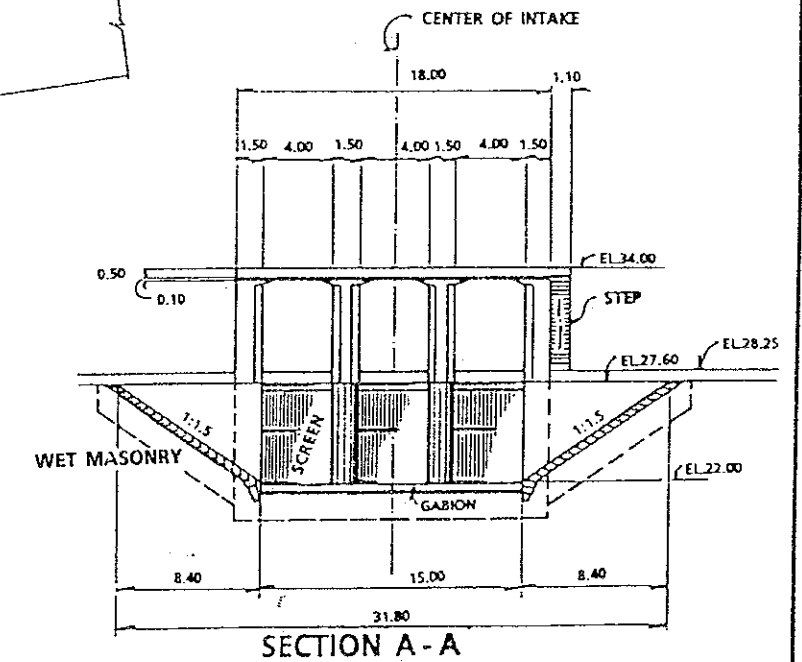 CENTER OF INTAKE
18.00 1.10
1.50 4.00 1.50 4.00 1.50 4.00 1.50
EL.34.00
0.50
0.10
STEP
EL.28.25
EL.27.60
1:1.5 1:1.5
SCREEN
WET MASONRY
EL.22.00
GABION
8.40 15.00 8.40
31.80
SECTION A-A